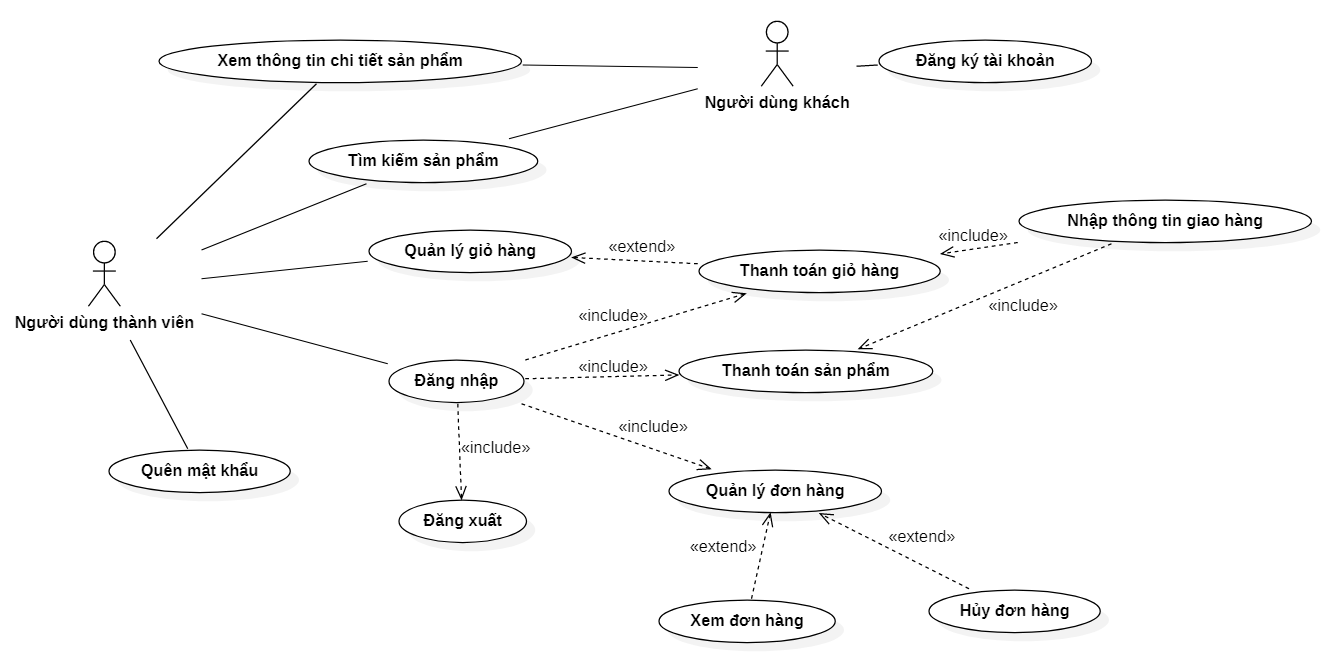 Xem thông tin chi tiết sản phẩm
Đăng ký tài khoản
Người dùng khách
Tìm kiếm sản phẩm
Nhập thông tin giao hàng
«include»
Quản lý giỏ hàng
«extend»
Thanh toán giỏ hàng
«include»
«include»
Người dùng thành viên
«include»
Thanh toán sản phẩm
Đăng nhập
«include»
«include»
Quên mật khẩu
Quản lý đơn hàng
Đăng xuất
«extend»
«extend»
Xem đơn hàng
Hủy đơn hàng